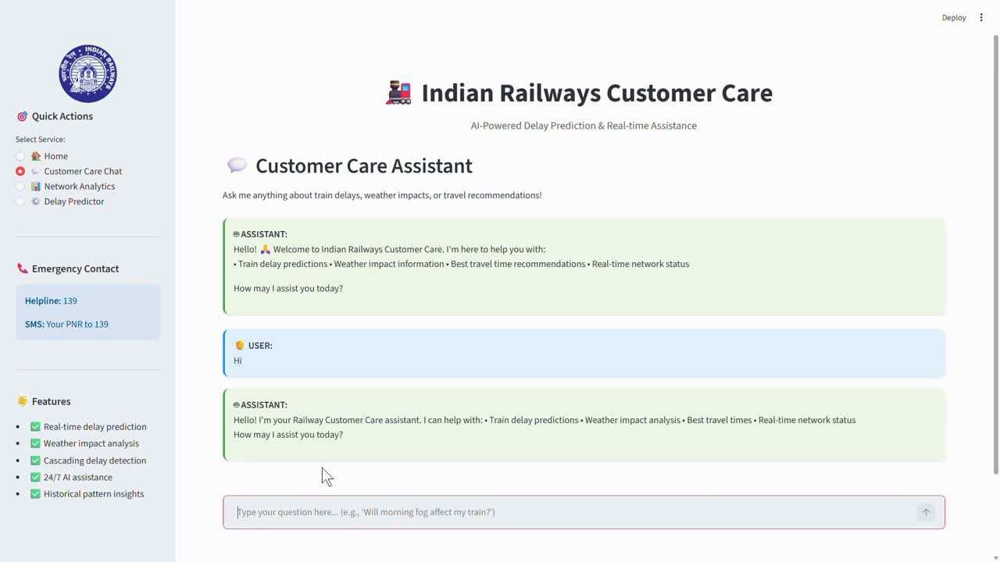 Deploy
INDIAN RAILWAYS
भारतीय रेल
🎯 Quick Actions
Select Service:
🏠 Home
💬 Customer Care Chat
📊 Network Analytics
⚙️ Delay Predictor
📞 Emergency Contact
Helpline: 139
SMS: Your PNR to 139
🌟 Features
• ✅ Real-time delay prediction
• ✅ Weather impact analysis
• ✅ Cascading delay detection
• ✅ 24/7 AI assistance
• ✅ Historical pattern insights
🚂 Indian Railways Customer Care
AI-Powered Delay Prediction & Real-time Assistance
💬 Customer Care Assistant
Ask me anything about train delays, weather impacts, or travel recommendations!
ASSISTANT:
Hello! 🙏 Welcome to Indian Railways Customer Care. I'm here to help you with:
• Train delay predictions • Weather impact information • Best travel time recommendations • Real-time network status
How may I assist you today?
USER:
Hi
ASSISTANT:
Hello! I'm your Railway Customer Care assistant. I can help with: • Train delay predictions • Weather impact analysis • Best travel times • Real-time network status
How may I assist you today?
Type your question here... (e.g., 'Will morning fog affect my train?')